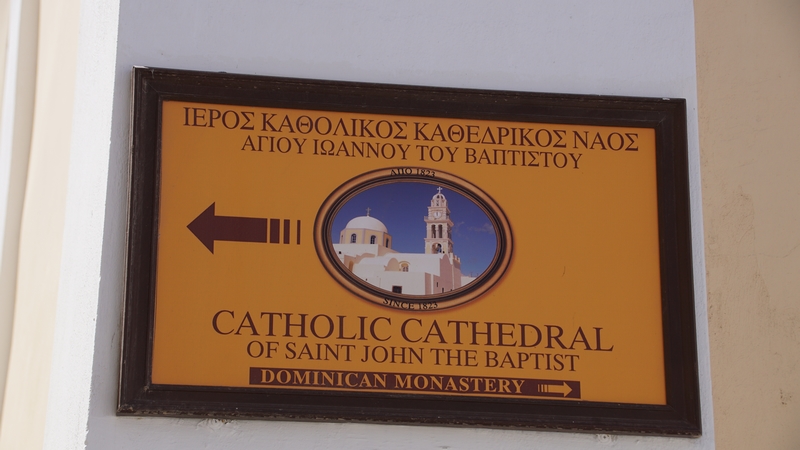 ΙΕΡΟΣ ΚΑΘΟΛΙΚΟΣ ΚΑΘΕΔΡΙΚΟΣ ΝΑΟΣ
ΑΓΙΟΥ ΙΩΑΝΝΟΥ ΤΟΥ ΒΑΠΤΙΣΤΟΥ
ΑΠΟ 1823
SINCE 1823
CATHOLIC CATHEDRAL
OF SAINT JOHN THE BAPTIST
DOMINICAN MONASTERY